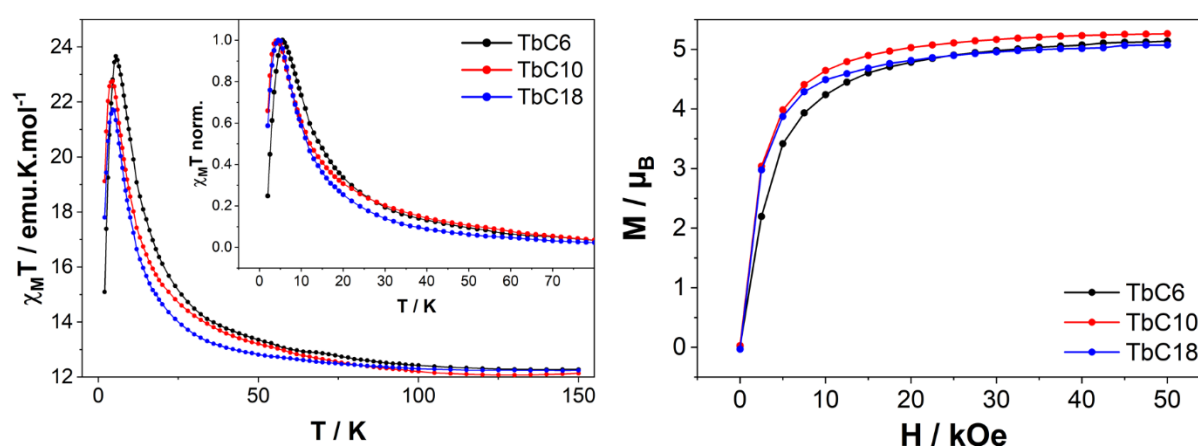 24
22
20
18
16
14
12
χMT / emu.K.mol-1
0
50
100
150
T / K
1.0
0.8
0.6
0.4
0.2
0.0
χMT norm.
0 10 20 30 40 50 60 70
T / K
TbC6
TbC10
TbC18
5
4
3
2
1
0
M / μB
0 10 20 30 40 50
H / kOe
TbC6
TbC10
TbC18